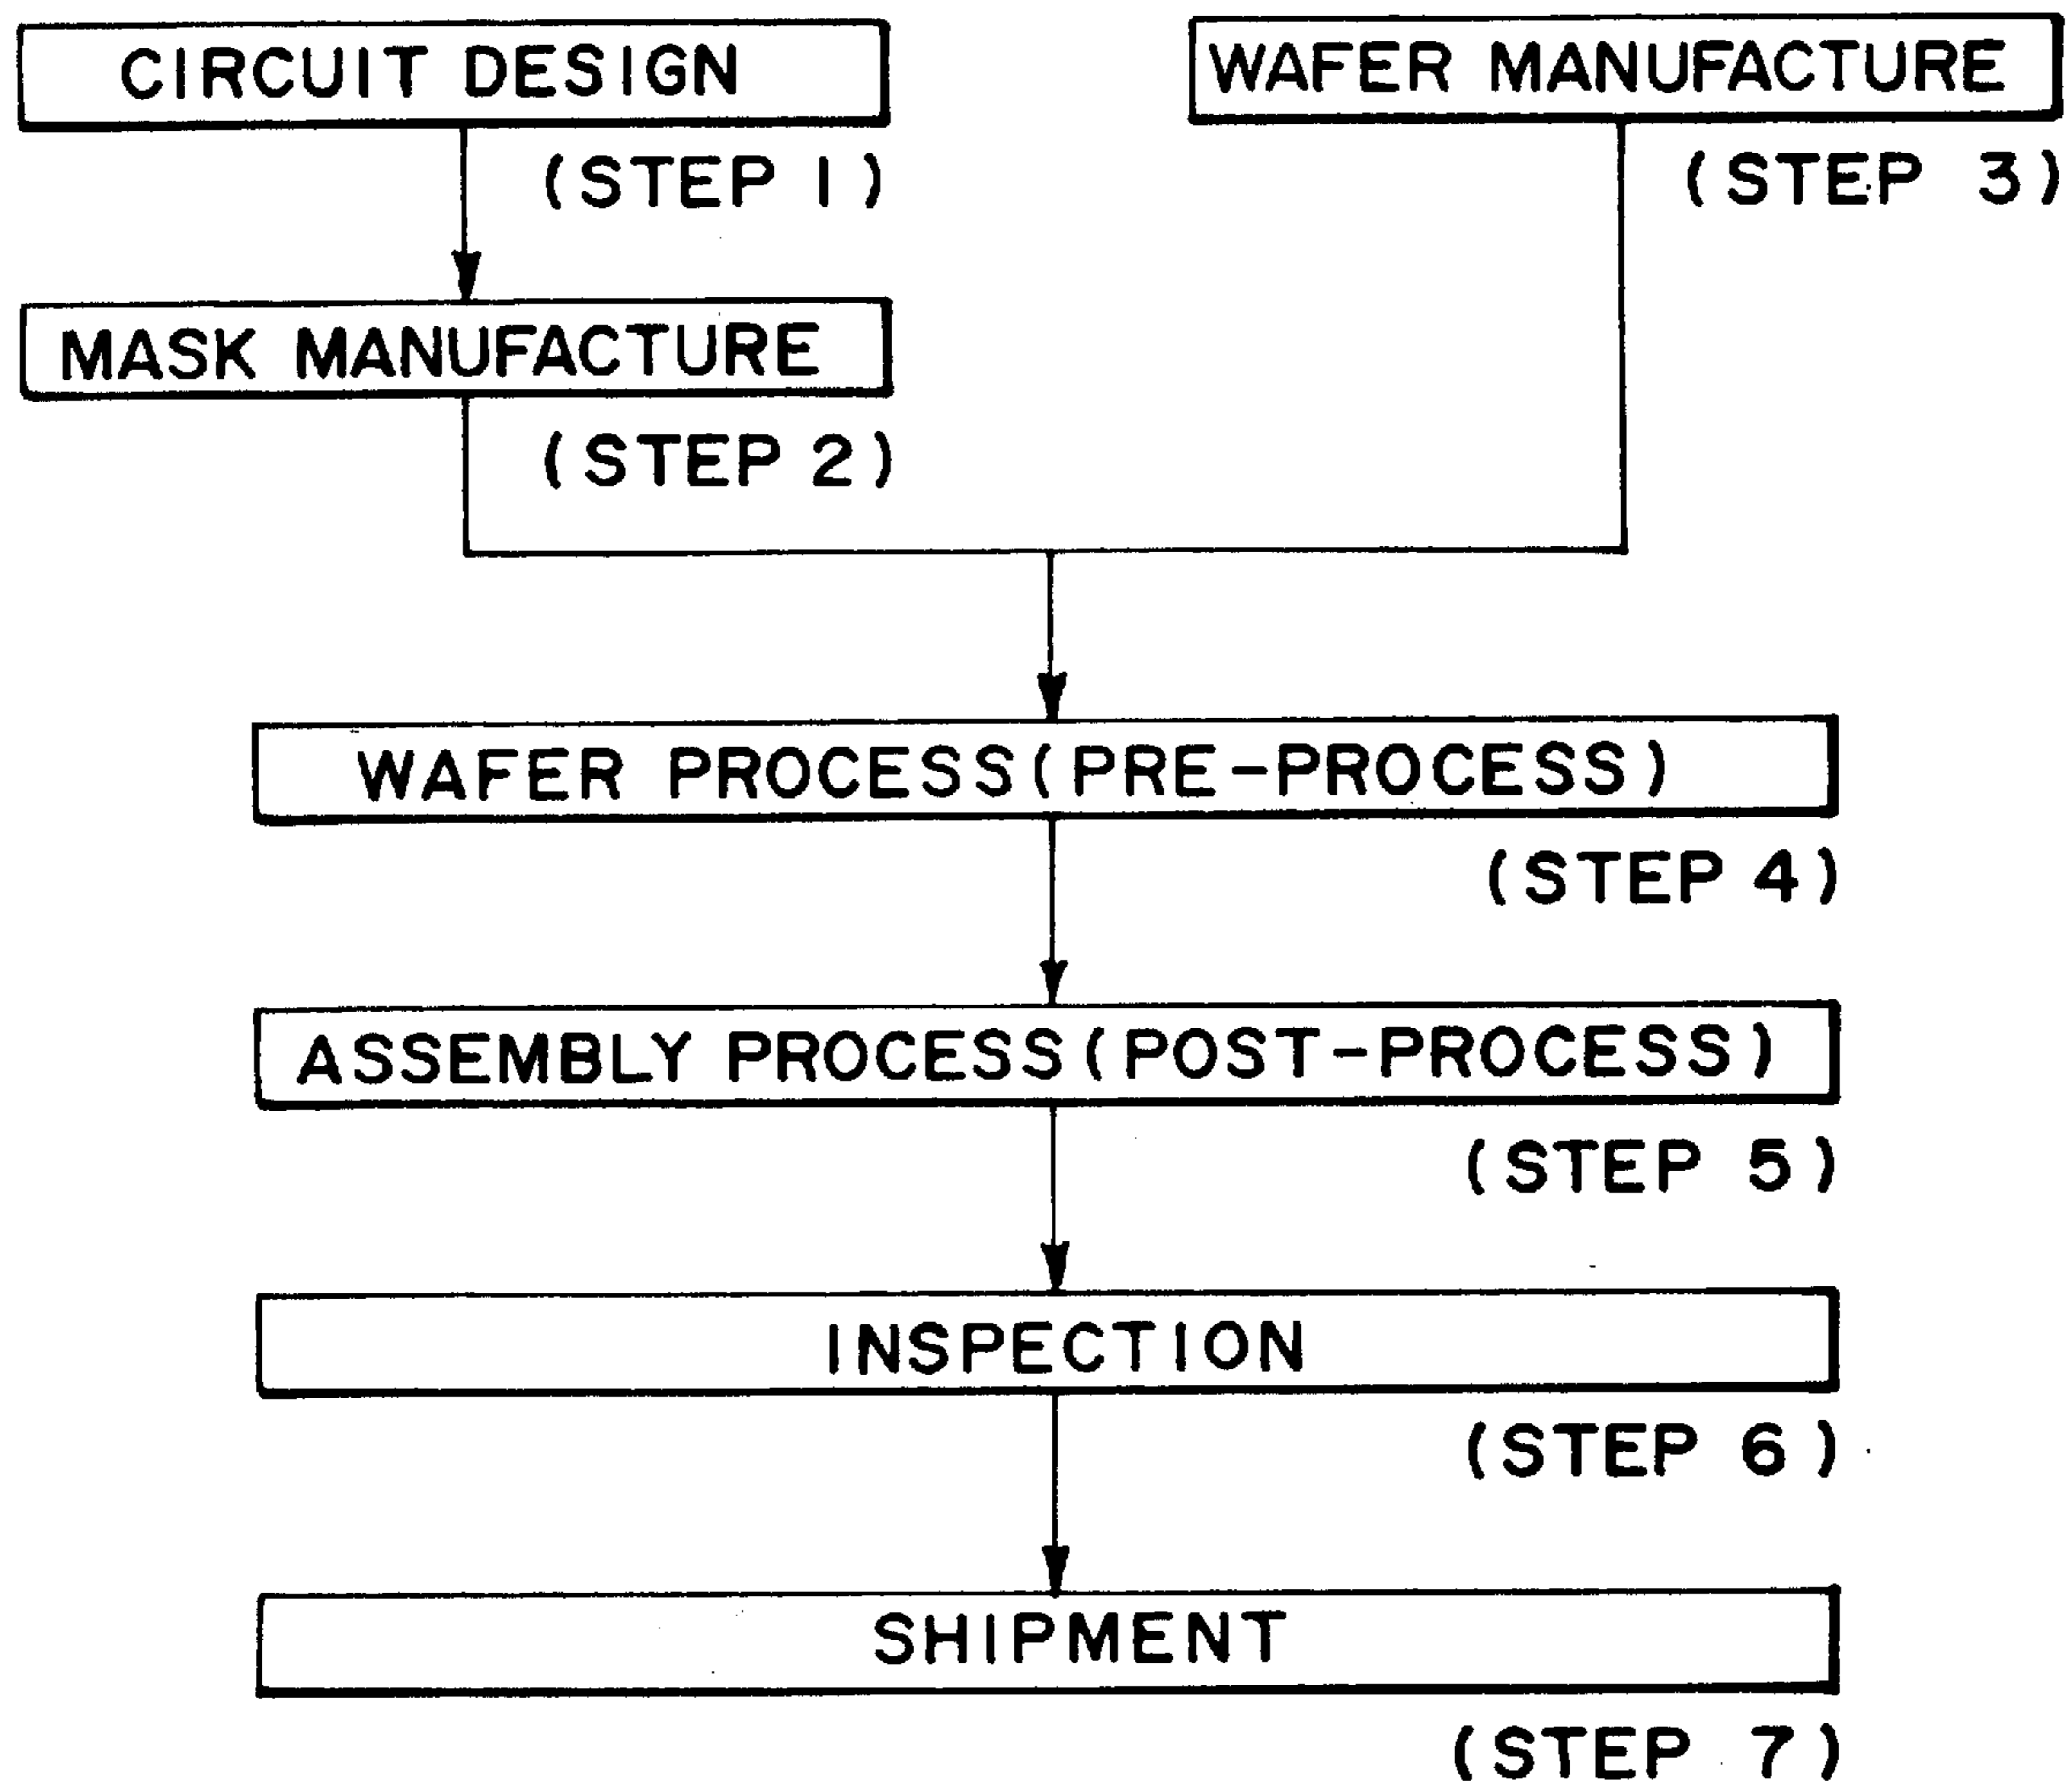 CIRCUIT DESIGN
(STEP 1)
MASK MANUFACTURE
(STEP 2)
WAFER MANUFACTURE
(STEP 3)
WAFER PROCESS(PRE-PROCESS)
(STEP 4)
ASSEMBLY PROCESS(POST-PROCESS)
(STEP 5)
INSPECTION
(STEP 6)
SHIPMENT
(STEP 7)